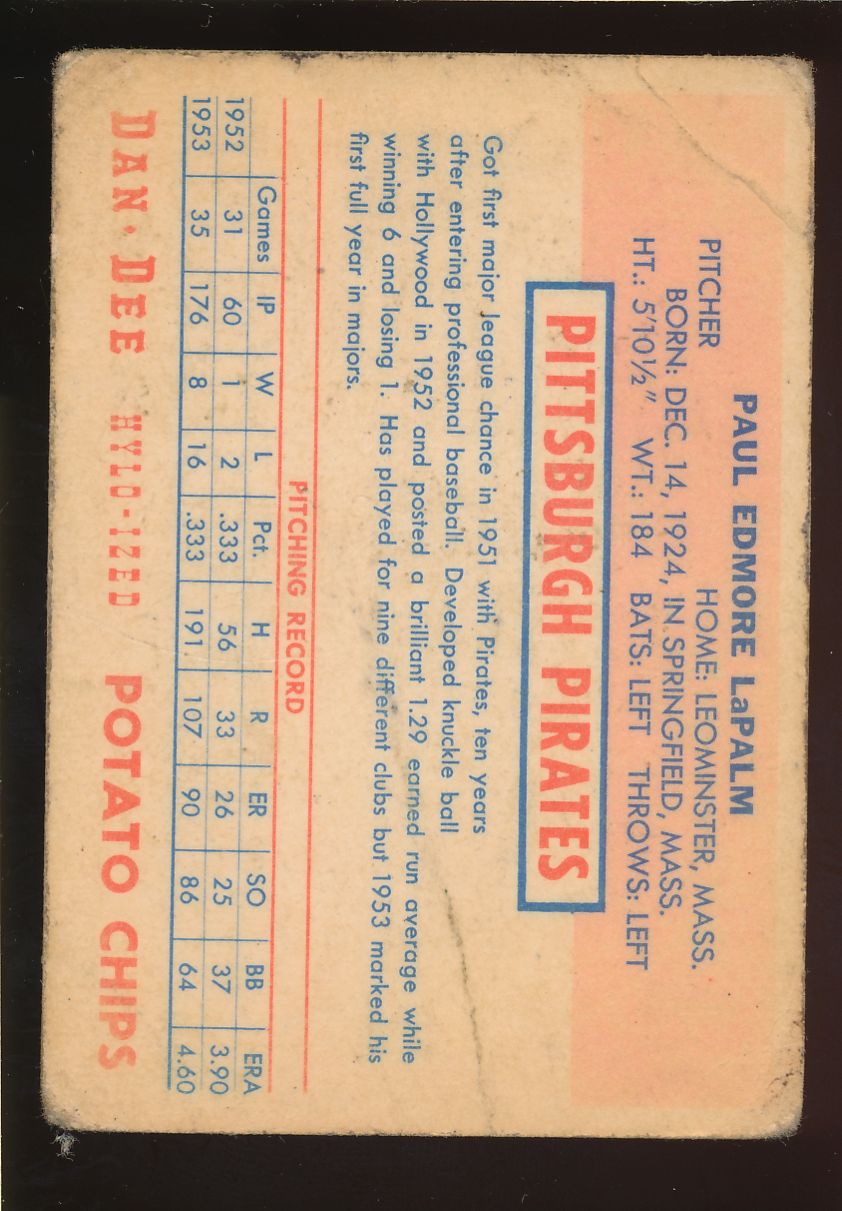 PAUL EDMORE LaPALM
PITCHER HOME: LEOMINSTER, MASS.
BORN: DEC. 14, 1924, IN SPRINGFIELD, MASS.
HT.: 5'10½" WT.: 184 BATS: LEFT THROWS: LEFT
PITTSBURGH PIRATES
Got first major league chance in 1951 with Pirates, ten years
after entering professional baseball. Developed knuckle ball
with Hollywood in 1952 and posted a brilliant 1.29 earned run average while
winning 6 and losing 1. Has played for nine different clubs but 1953 marked his
first full year in majors.
PITCHING RECORD
Games IP W L Pct. H R ER SO BB ERA
1952 31 60 1 2 .333 56 33 26 25 37 3.90
1953 35 176 8 16 .333 191 107 90 86 64 4.60
DAN·DEE HYLO-IZED POTATO CHIPS